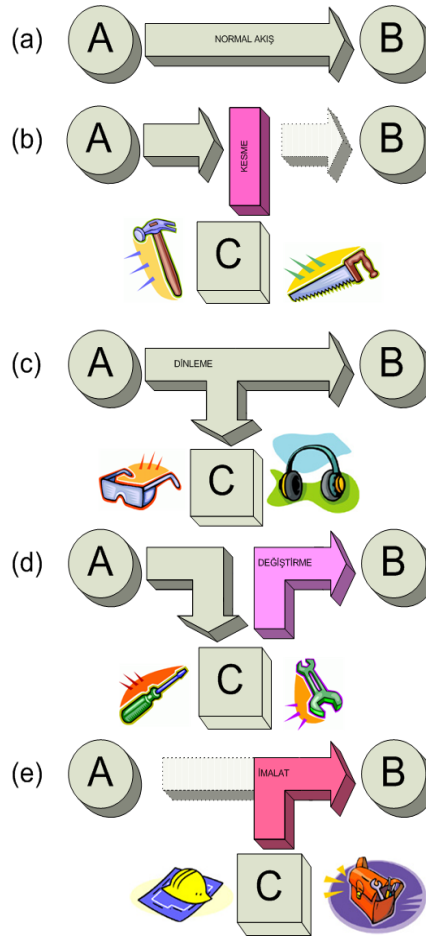 (a)
A
NORMAL AKIŞ
B
(b)
A
KESME
B
C
(c)
A
DİNLEME
B
C
(d)
A
DEĞİŞTİRME
B
C
(e)
A
İMALAT
B
C